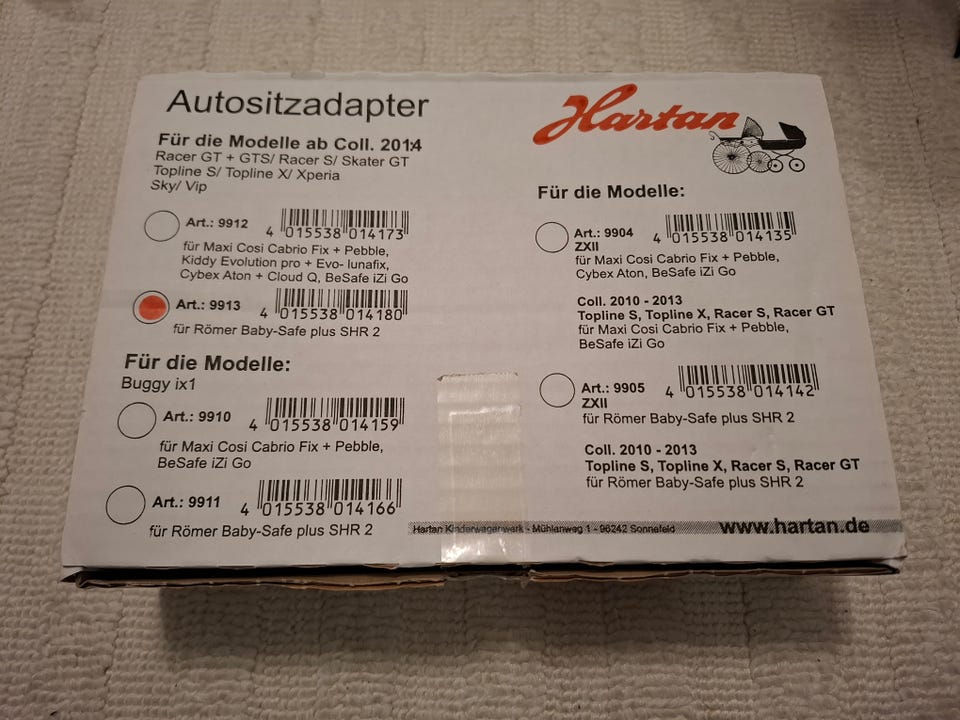 Autositzadapter
Für die Modelle ab Coll. 2014
Racer GT + GTS/ Racer S/ Skater GT
Topline S/ Topline X/ Xperia
Sky/ Vip
Art.: 9912
4 015538 014173
für Maxi Cosi Cabrio Fix + Pebble,
Kiddy Evolution pro + Evo- lunafix,
Cybex Aton + Cloud Q, BeSafe iZi Go
Art.: 9913
4 015538 014180
für Römer Baby-Safe plus SHR 2
Für die Modelle:
Buggy ix1
Art.: 9910
4 015538 014159
für Maxi Cosi Cabrio Fix + Pebble,
BeSafe iZi Go
Art.: 9911
4 015538 014166
für Römer Baby-Safe plus SHR 2
Hartan
Für die Modelle:
Art.: 9904
ZXII
4 015538 014135
für Maxi Cosi Cabrio Fix + Pebble,
Cybex Aton, BeSafe iZi Go
Coll. 2010 - 2013
Topline S, Topline X, Racer S, Racer GT
für Maxi Cosi Cabrio Fix + Pebble,
BeSafe iZi Go
Art.: 9905
ZXII
4 015538 014142
für Römer Baby-Safe plus SHR 2
Coll. 2010 - 2013
Topline S, Topline X, Racer S, Racer GT
für Römer Baby-Safe plus SHR 2
Hartan Kinderwagenwerk - Mühlenweg 1 - 96242 Sonnefeld
www.hartan.de